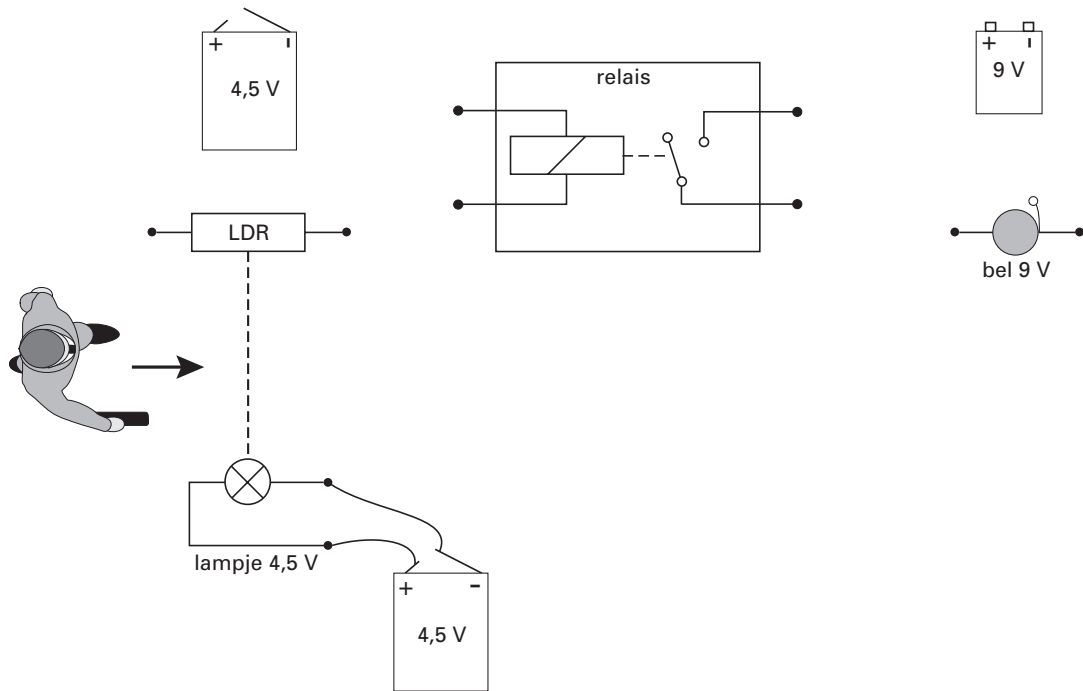 + -
4,5 V
relais
+ -
9 V
LDR
bel 9 V
lampje 4,5 V
+ -
4,5 V